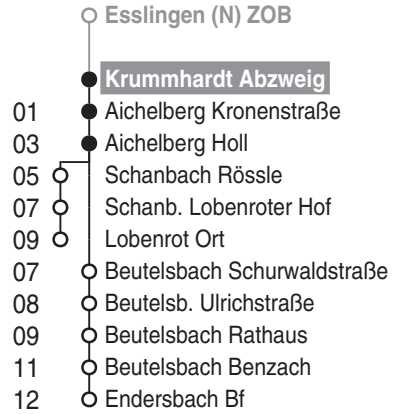 Esslingen (N) ZOB
Krummhardt Abzweig
01 Aichelberg Kronenstraße
03 Aichelberg Holl
05 Schanbach Rössle
07 Schanb. Lobenroter Hof
09 Lobenrot Ort
07 Beutelsbach Schurwaldstraße
08 Beutelsb. Ulrichstraße
09 Beutelsbach Rathaus
11 Beutelsbach Benzach
12 Endersbach Bf